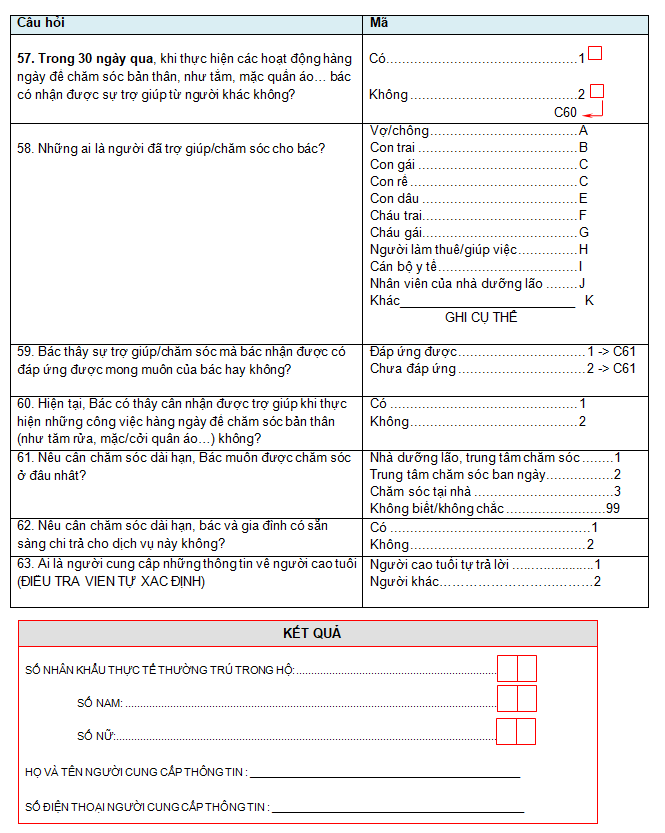 Câu hỏi
Mã
57. Trong 30 ngày qua, khi thực hiện các hoạt động hàng
ngày để chăm sóc bản thân, như tắm, mặc quần áo… bác
có nhận được sự trợ giúp từ người khác không?
Có................................................1
Không..........................................2
C60
58. Những ai là người đã trợ giúp/chăm sóc cho bác?
Vợ/chồng.....................................A
Con trai.........................................B
Con gái.........................................C
Con rể...........................................C
Con dâu........................................E
Cháu trai.......................................F
Cháu gái.......................................G
Người làm thuê/giúp việc...............H
Cán bộ y tế...................................I
Nhân viên của nhà dưỡng lão........J
Khác_________________________ K
GHI CỤ THỂ
59. Bác thấy sự trợ giúp/chăm sóc mà bác nhận được có
đáp ứng được mong muôn của bác hay không?
Đáp ứng được................................1 -> C61
Chưa đáp ứng................................2 -> C61
60. Hiện tại, Bác có thấy cần nhận được trợ giúp khi thực
hiện những công việc hàng ngày để chăm sóc bản thân
(như tắm rửa, mặc/cởi quần áo…) không?
Có ...............................................1
Không...........................................2
61. Nếu cần chăm sóc dài hạn, Bác muốn được chăm sóc
ở đâu nhất?
Nhà dưỡng lão, trung tâm chăm sóc ........1
Trung tâm chăm sóc ban ngày.................2
Chăm sóc tại nhà ...................................3
Không biết/không chắc .........................99
62. Nếu cần chăm sóc dài hạn, bác và gia đình có sẵn
sàng chi trả cho dịch vụ này không?
Có ..................................................1
Không............................................2
63. Ai là người cung cấp những thông tin về người cao tuổi
(ĐIỀU TRA VIÊN TỰ XÁC ĐỊNH)
Người cao tuổi tự trả lời .....................1
Người khác…………………………………2
KẾT QUẢ
SỐ NHÂN KHẨU THỰC TẾ THƯỜNG TRÚ TRONG HỘ:..............................
SỐ NAM:..............................
SỐ NỮ:..............................
HỌ VÀ TÊN NGƯỜI CUNG CẤP THÔNG TIN : ______________________________
SỐ ĐIỆN THOẠI NGƯỜI CUNG CẤP THÔNG TIN : ____________________________